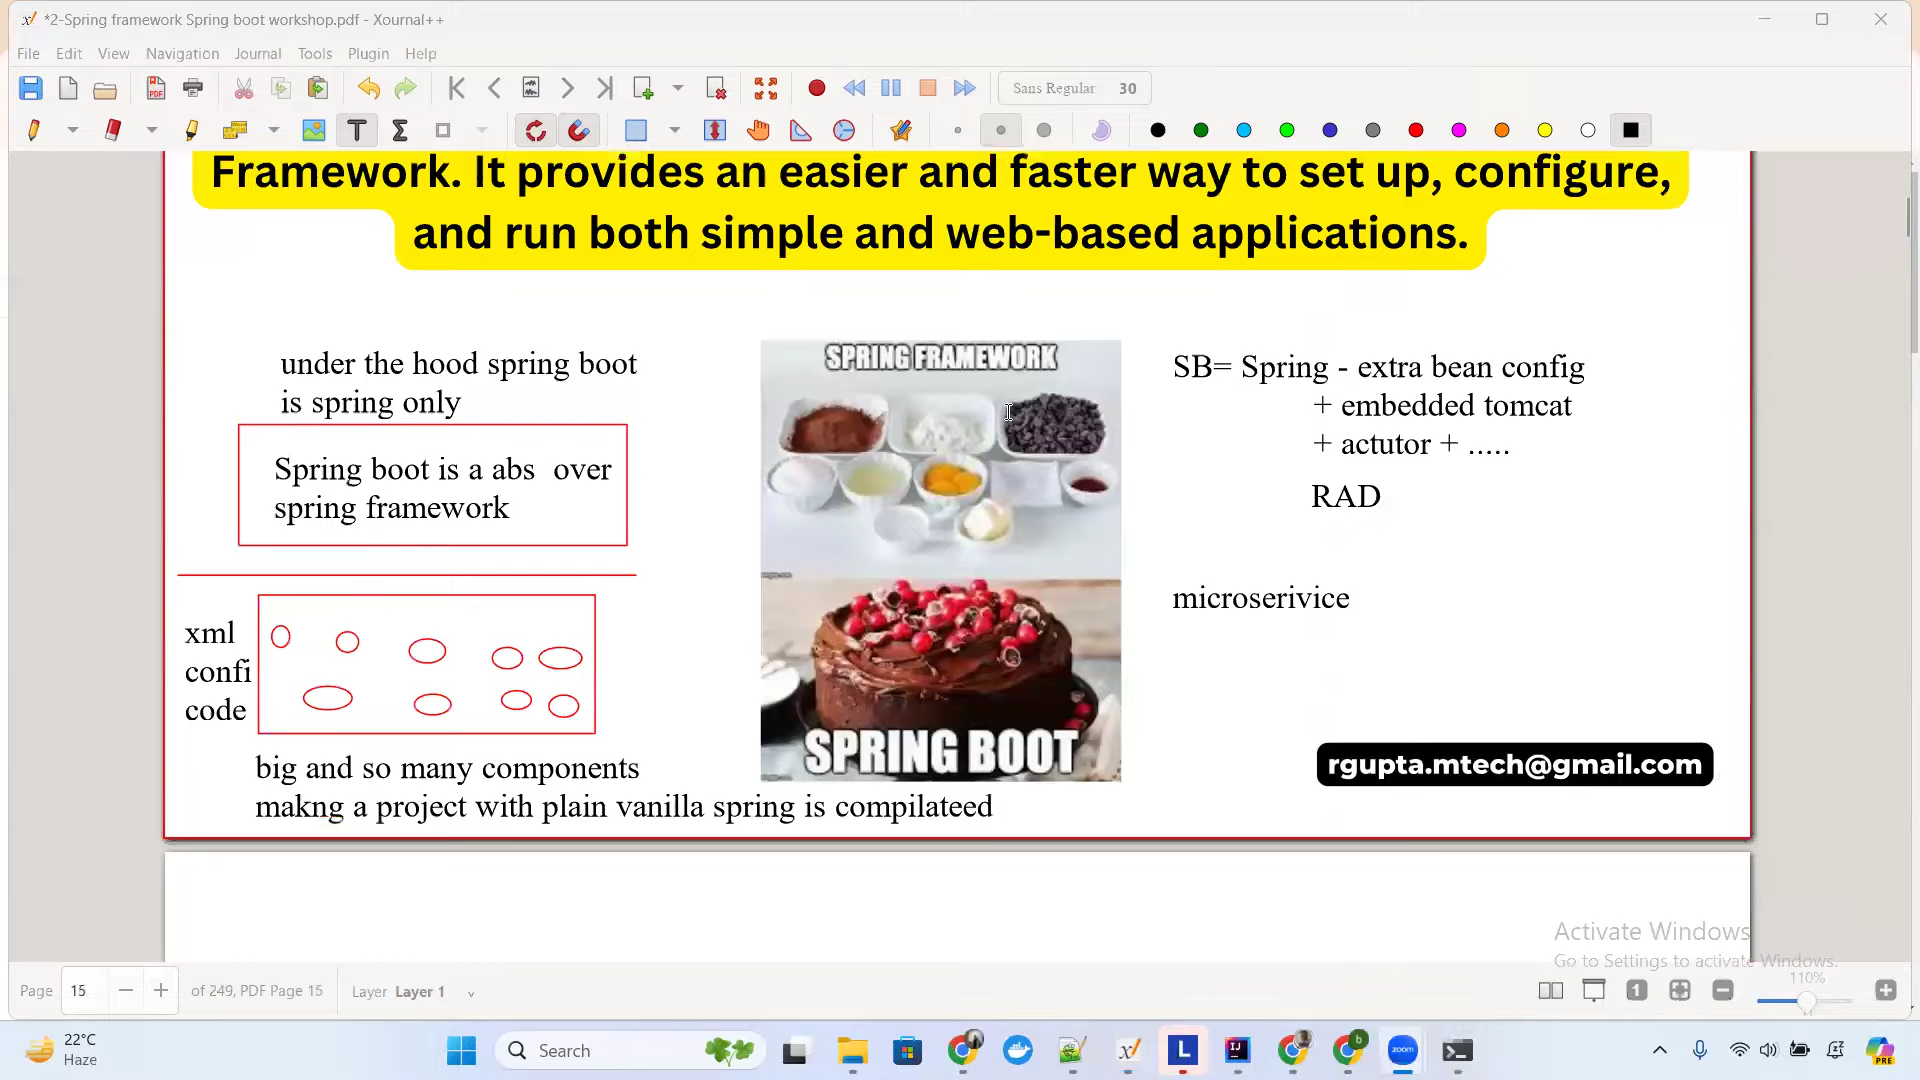 *2-Spring framework Spring boot workshop.pdf - Xournal++
File Edit View Navigation Journal Tools Plugin Help
PDF
Sans Regular 30
Framework. It provides an easier and faster way to set up, configure,
and run both simple and web-based applications.
under the hood spring boot
is spring only
Spring boot is a abs over
spring framework
xml
confi
code
big and so many components
makng a project with plain vanilla spring is compilateed
SPRING FRAMEWORK
SPRING BOOT
SB= Spring - extra bean config
+ embedded tomcat
+ actutor + .....
RAD
microserivice
rgupta.mtech@gmail.com
Activate Windows
Go to Settings to activate Windows.
Page 15 of 249, PDF Page 15 Layer Layer 1
110%
22°C
Haze
Search
zoom
PRE